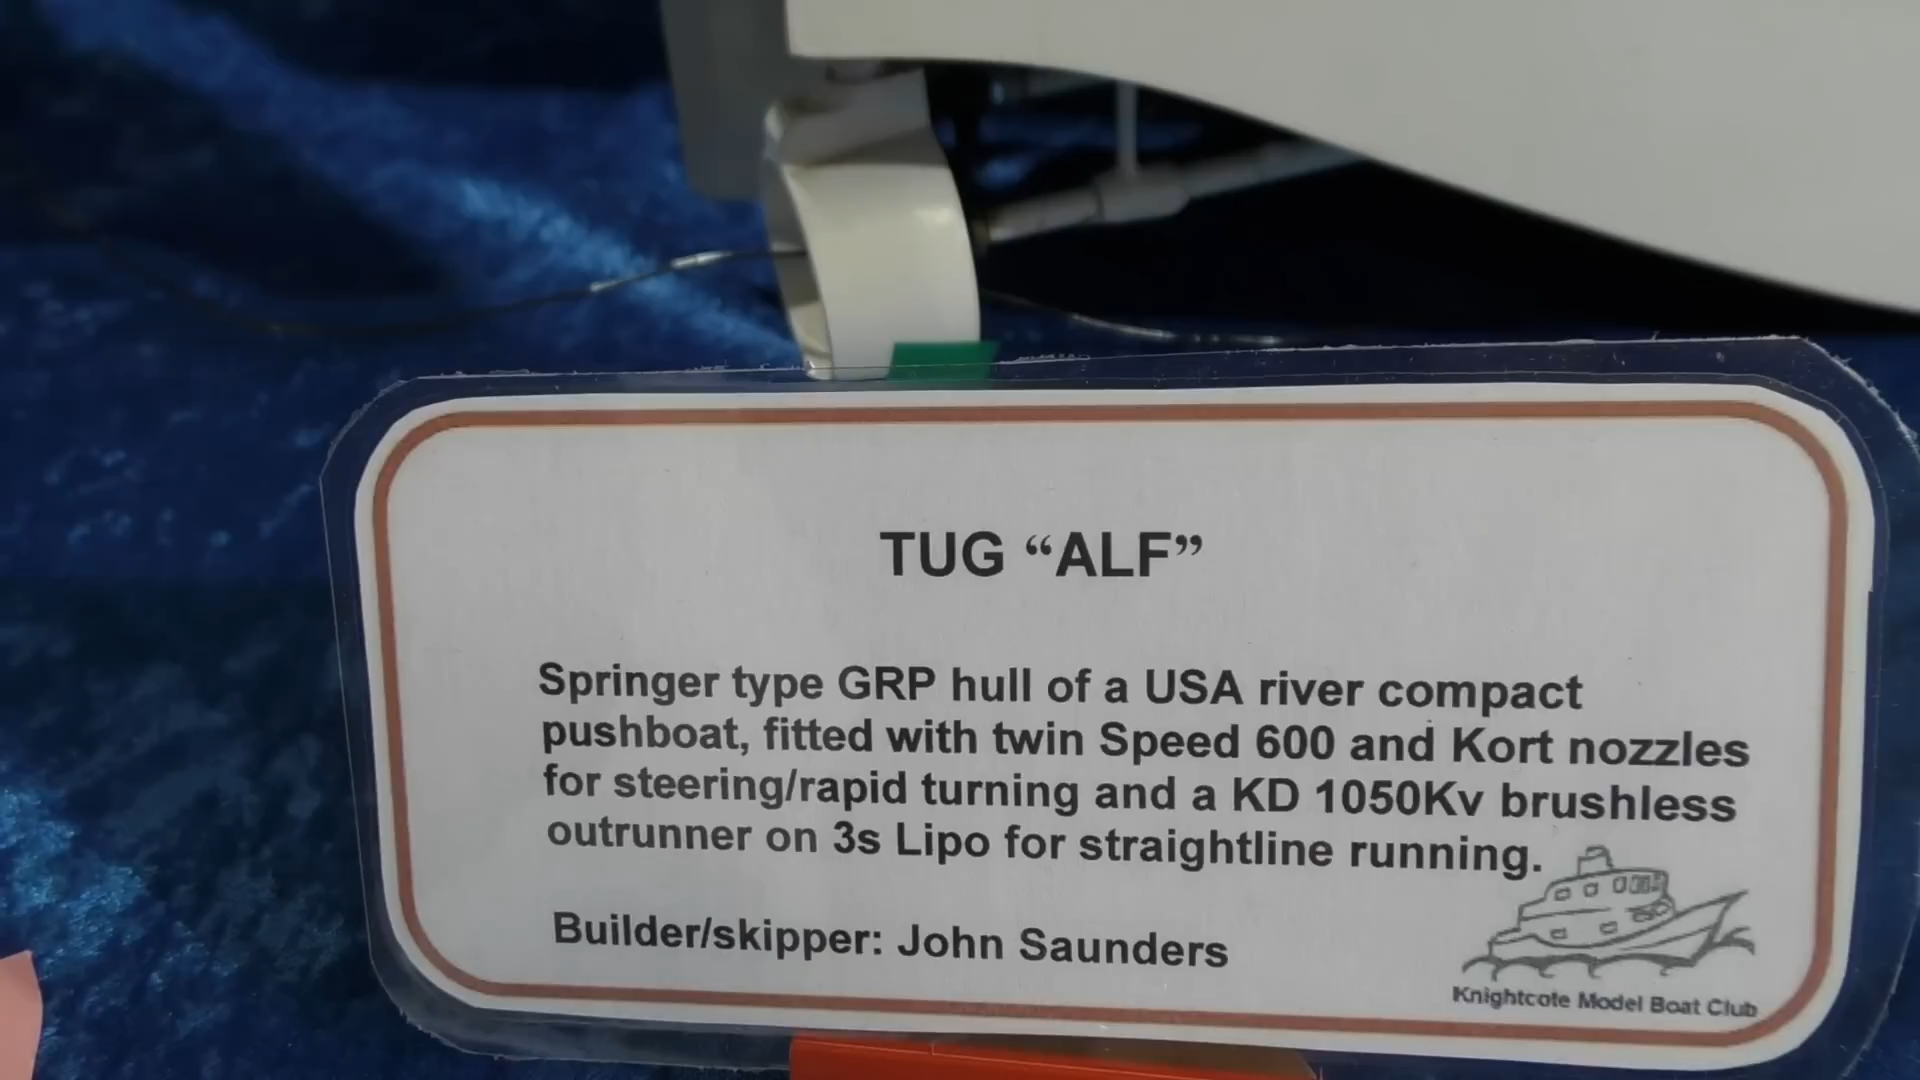 TUG “ALF”
Springer type GRP hull of a USA river compact
pushboat, fitted with twin Speed 600 and Kort nozzles
for steering/rapid turning and a KD 1050Kv brushless
outrunner on 3s Lipo for straightline running.
Builder/skipper: John Saunders
Knightcote Model Boat Club